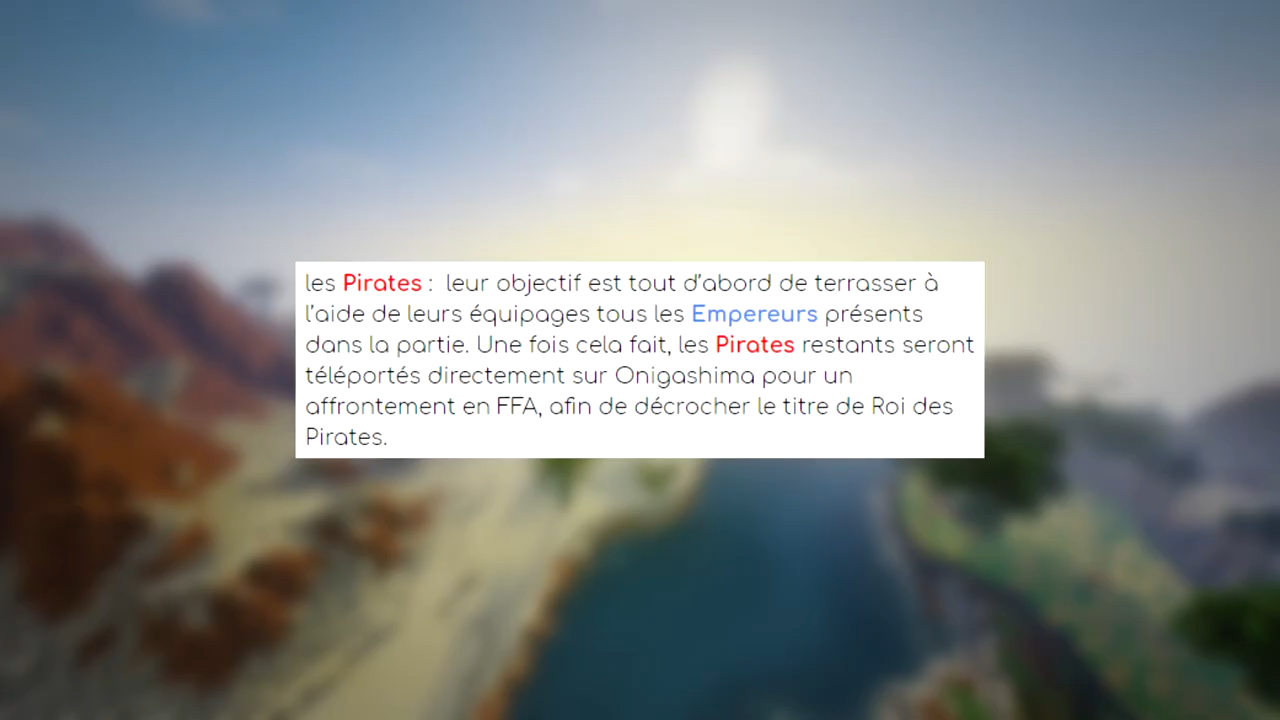 les Pirates :  leur objectif est tout d’abord de terrasser à
l’aide de leurs équipages tous les Empereurs présents
dans la partie. Une fois cela fait, les Pirates restants seront
téléportés directement sur Onigashima pour un
affrontement en FFA, afin de décrocher le titre de Roi des
Pirates.